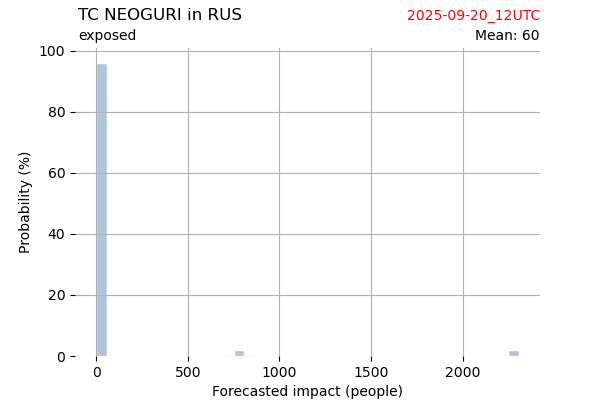 TC NEOGURI in RUS
2025-09-20_12UTC
exposed
Mean: 60
100
80
60
40
20
0
Probability (%)
0 500 1000 1500 2000
Forecasted impact (people)